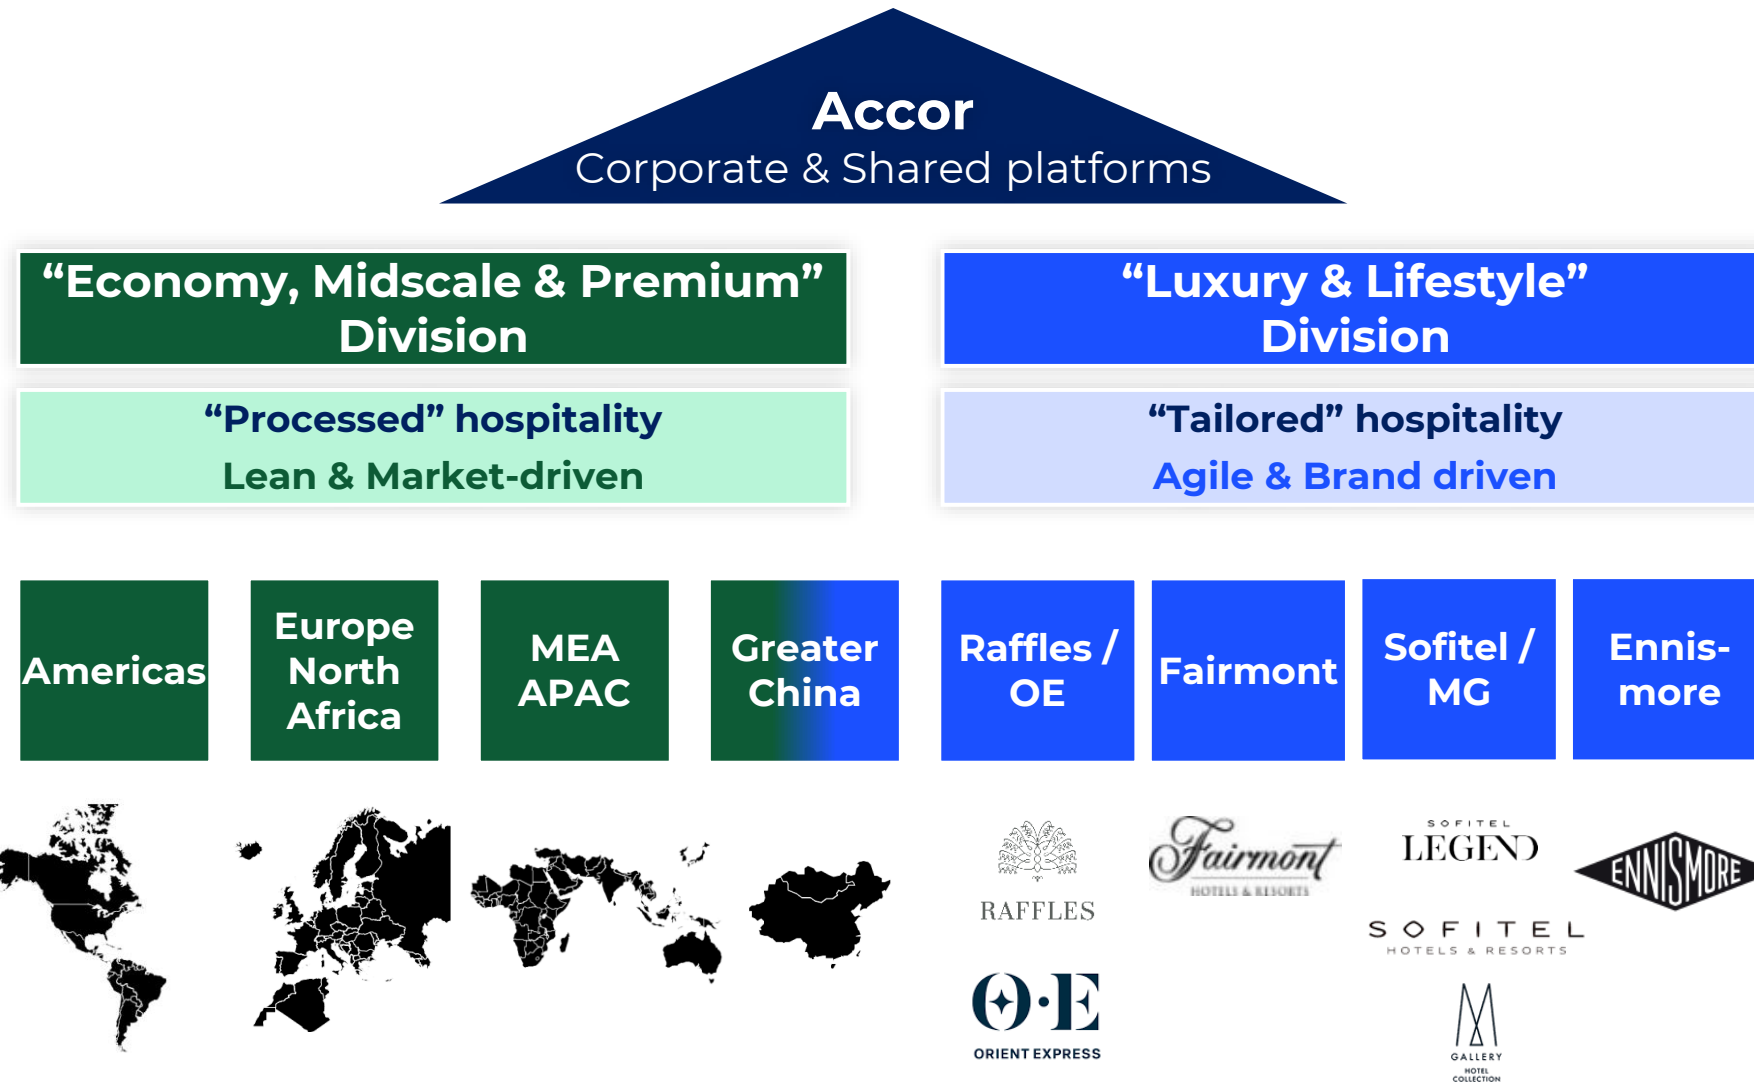 Accor
Corporate & Shared platforms
“Economy, Midscale & Premium”
Division
“Luxury & Lifestyle”
Division
“Processed” hospitality
Lean & Market-driven
“Tailored” hospitality
Agile & Brand driven
Americas
Europe
North
Africa
MEA
APAC
Greater
China
Raffles /
OE
Fairmont
Sofitel /
MG
Ennis-
more
RAFFLES
O·E
ORIENT EXPRESS
Fairmont
HOTELS & RESORTS
SOFITEL
LEGEND
SOFITEL
HOTELS & RESORTS
M
GALLERY
HOTEL
COLLECTION
ENNISMORE